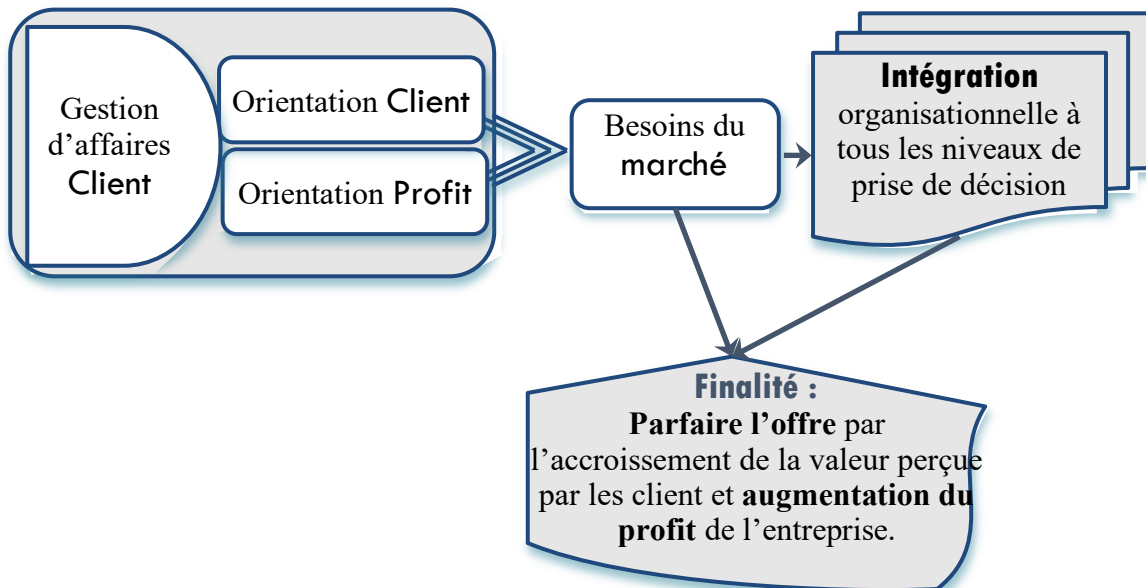 Gestion
d’affaires
Client
Orientation Client
Orientation Profit
Besoins du
marché
Intégration
organisationnelle à
tous les niveaux de
prise de décision
Finalité :
Parfaire l’offre par
l’accroissement de la valeur perçue
par les client et augmentation du
profit de l’entreprise.